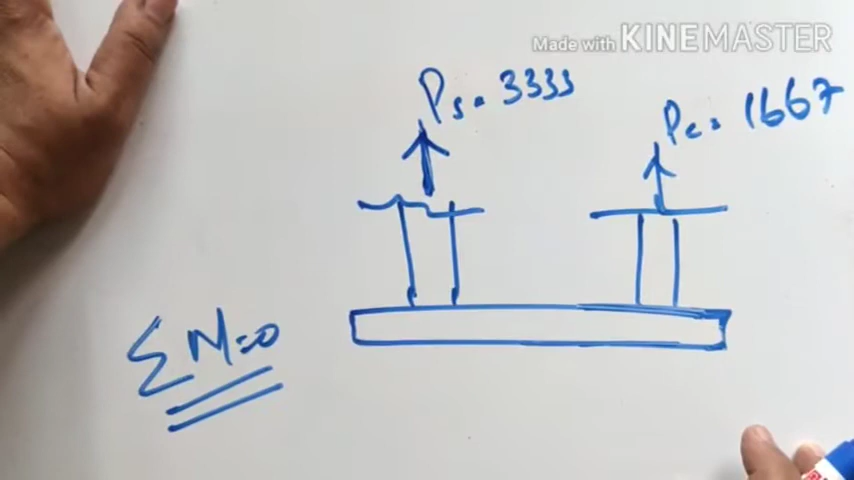 Made with KINEMASTER
Ps = 3333
Pc = 1667
ΣM=0